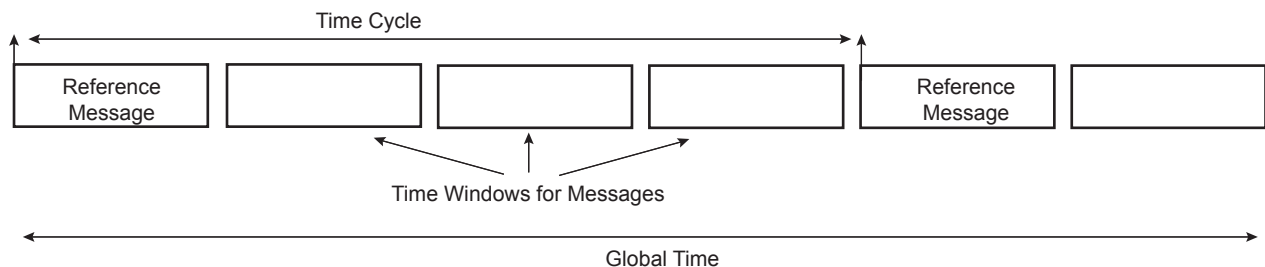 Time Cycle
Reference
Message
Reference
Message
Time Windows for Messages
Global Time